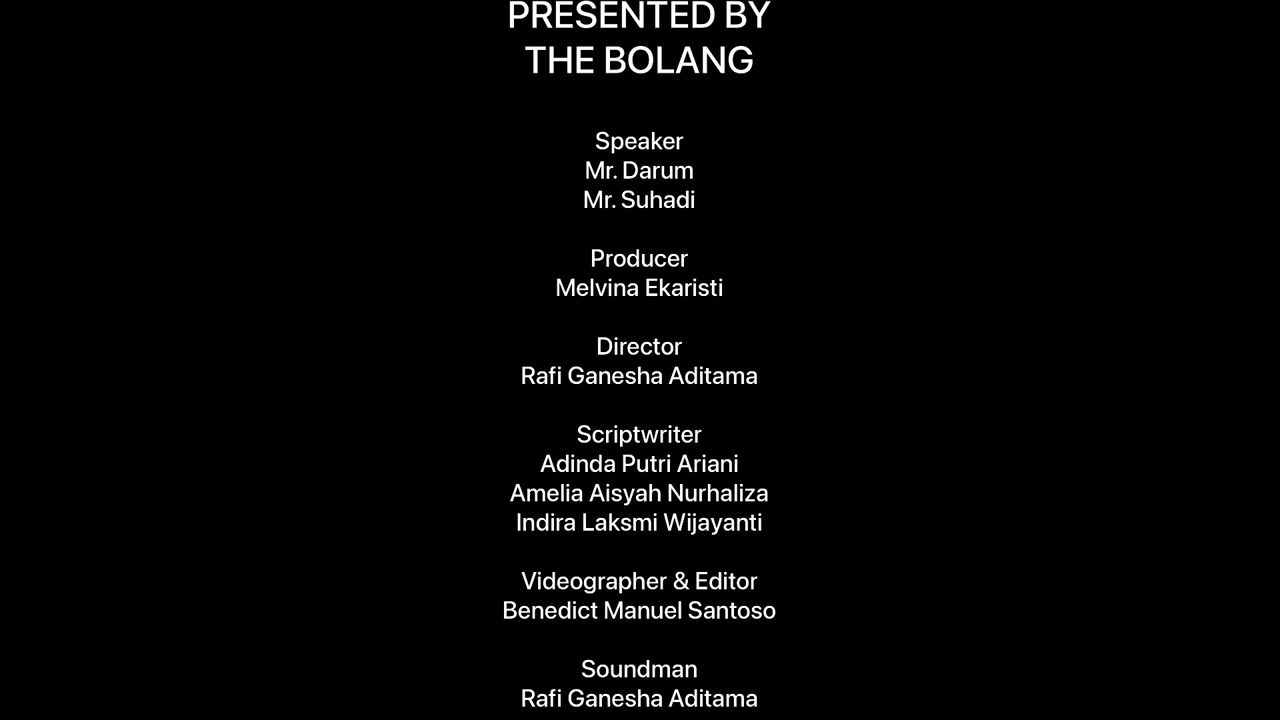 PRESENTED BY
THE BOLANG
Speaker
Mr. Darum
Mr. Suhadi
Producer
Melvina Ekaristi
Director
Rafi Ganesha Aditama
Scriptwriter
Adinda Putri Ariani
Amelia Aisyah Nurhaliza
Indira Laksmi Wijayanti
Videographer & Editor
Benedict Manuel Santoso
Soundman
Rafi Ganesha Aditama